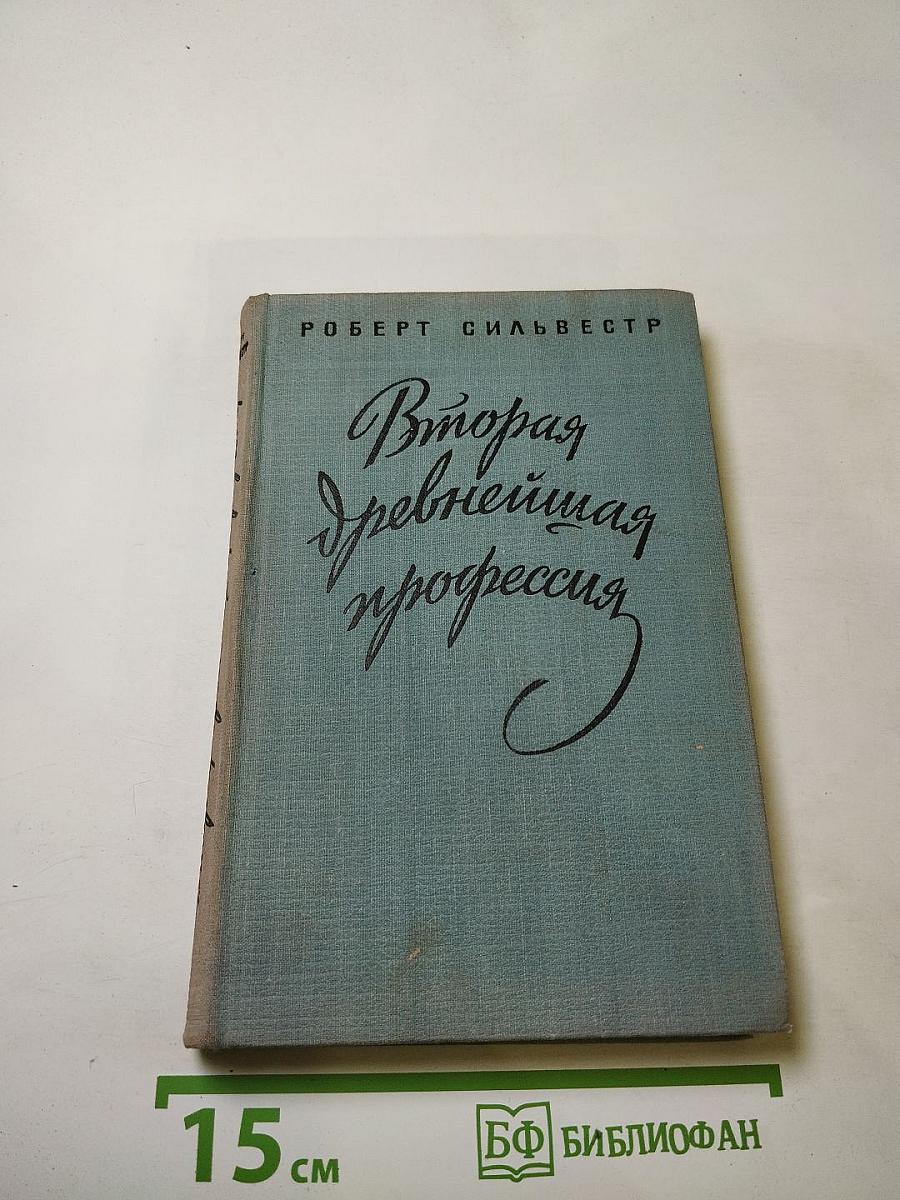 РОБЕРТ СИЛЬВЕСТР
Вторая
древнейшая
профессия
15 см
БФ БИБЛИОФАН